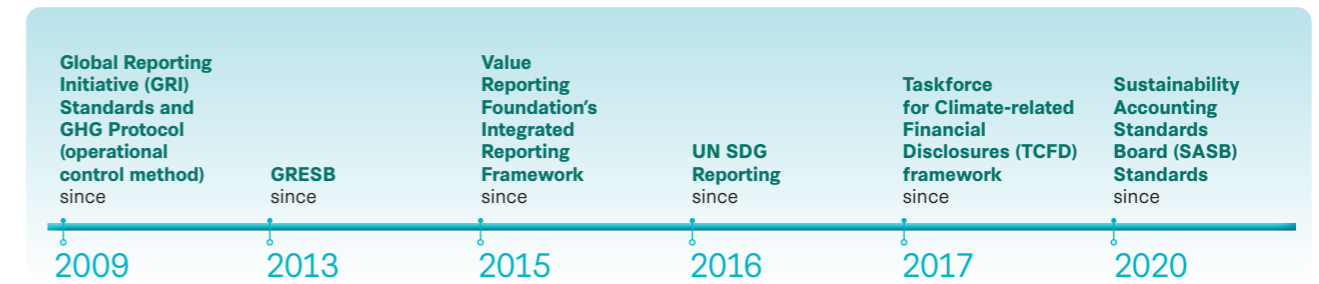 Global Reporting
Initiative (GRI)
Standards and
GHG Protocol
(operational
control method)
since
2009
GRESB
since
2013
Value
Reporting
Foundation’s
Integrated
Reporting
Framework
since
2015
UN SDG
Reporting
since
2016
Taskforce
for Climate-related
Financial
Disclosures (TCFD)
framework
since
2017
Sustainability
Accounting
Standards
Board (SASB)
Standards
since
2020